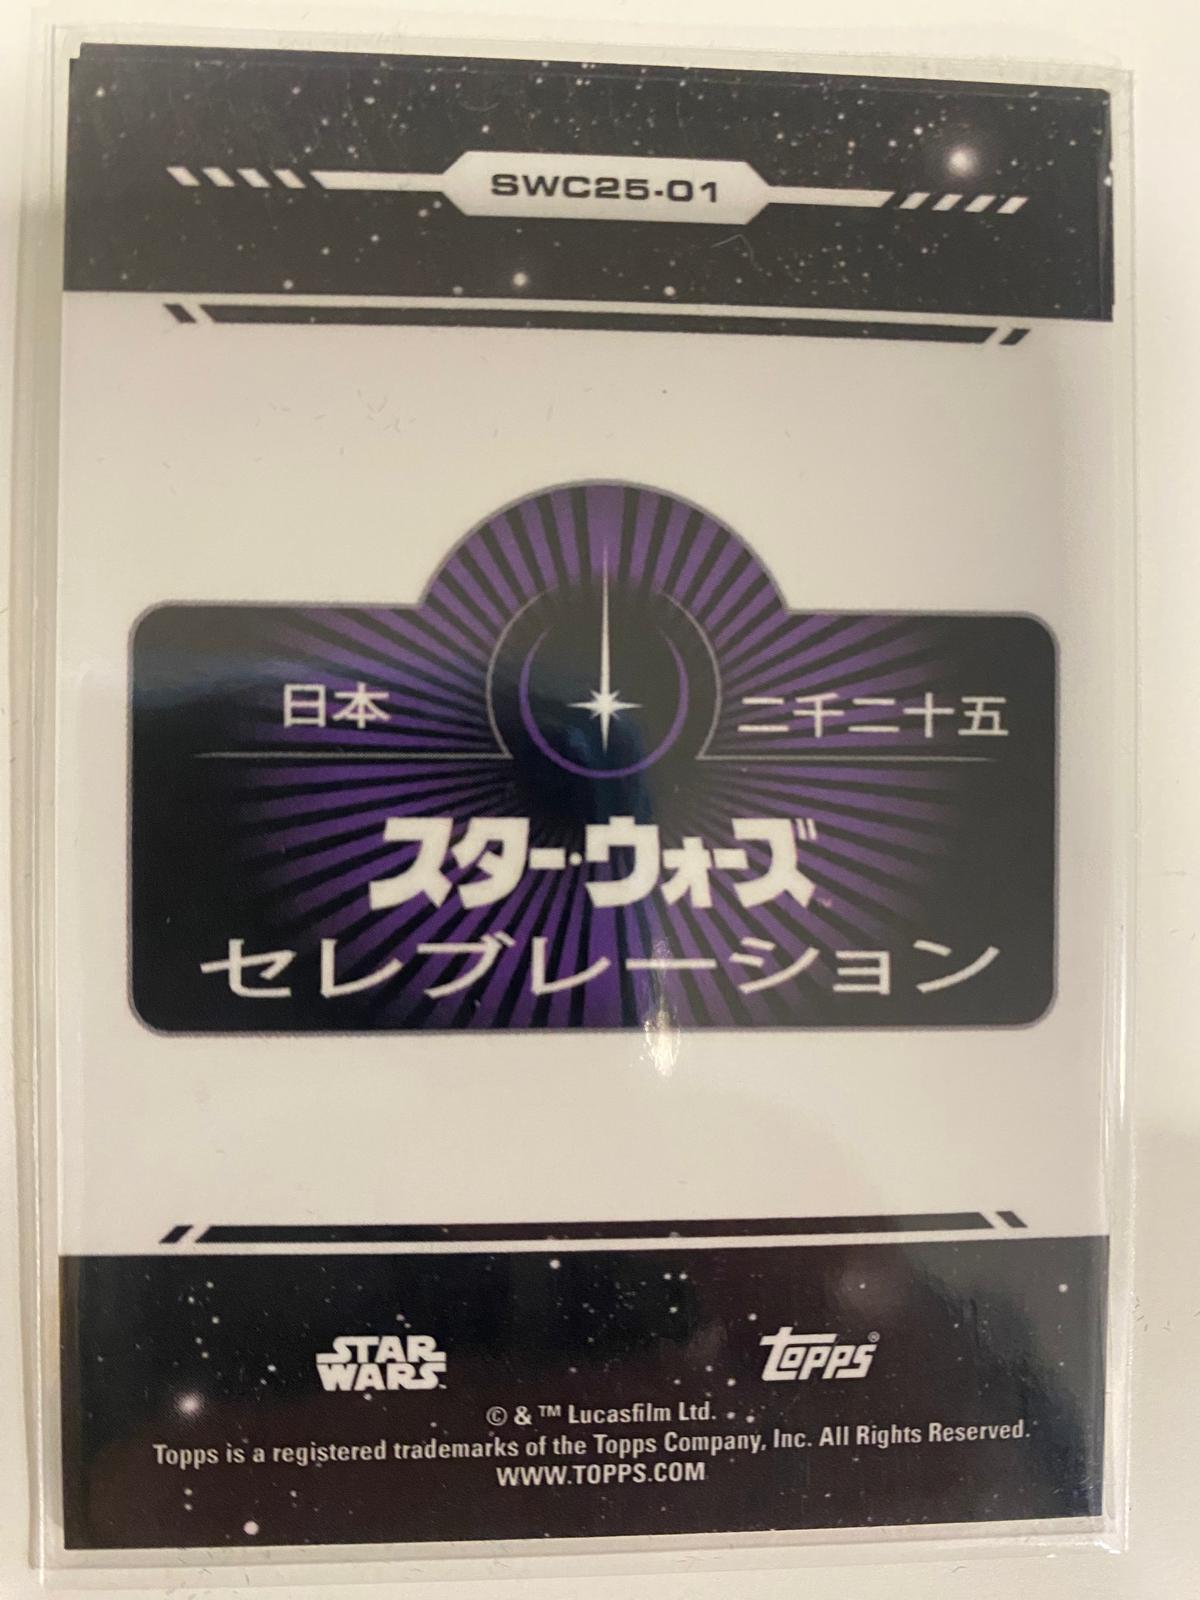 SWC25-01
日本 二千二十五
スター・ウォーズ™
セレブレーション
STAR WARS
Topps®
© & ™ Lucasfilm Ltd.
Topps is a registered trademarks of the Topps Company, Inc. All Rights Reserved.
WWW.TOPPS.COM